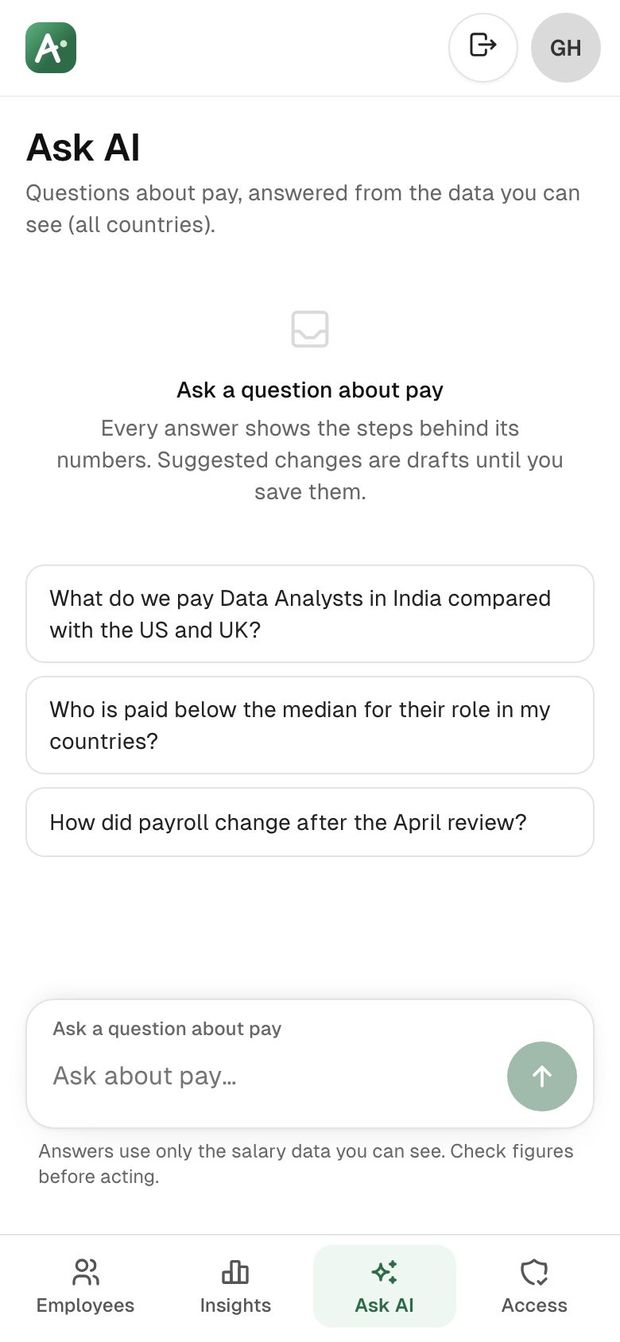 A
GH
Ask AI
Questions about pay, answered from the data you can
see (all countries).
Ask a question about pay
Every answer shows the steps behind its
numbers. Suggested changes are drafts until you
save them.
What do we pay Data Analysts in India compared
with the US and UK?
Who is paid below the median for their role in my
countries?
How did payroll change after the April review?
Ask a question about pay
Ask about pay...
Answers use only the salary data you can see. Check figures
before acting.
Employees
Insights
Ask AI
Access